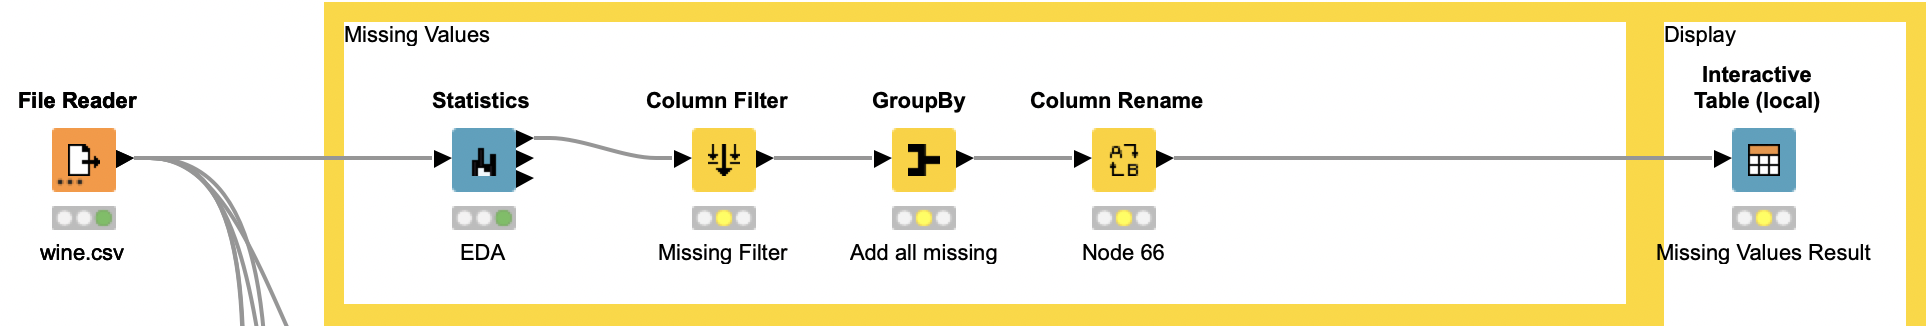 Missing Values
Display
File Reader
Statistics
Column Filter
GroupBy
Column Rename
Interactive
Table (local)
A
B
wine.csv
EDA
Missing Filter
Add all missing
Node 66
Missing Values Result